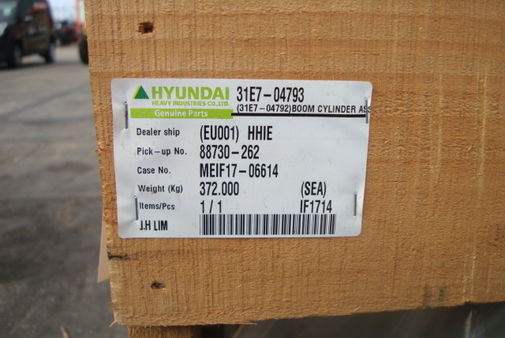 HYUNDAI 31E7-04793
HEAVY INDUSTRIES CO.,LTD. (31E7-04792)BOOM CYLINDER ASS
Genuine Parts
Dealer ship (EU001) HHIE
Pick-up No. 88730-262
Case No. MEIF17-06614
Weight (Kg) 372.000 (SEA)
Items/Pcs 1/1 IF1714
J.H LIM